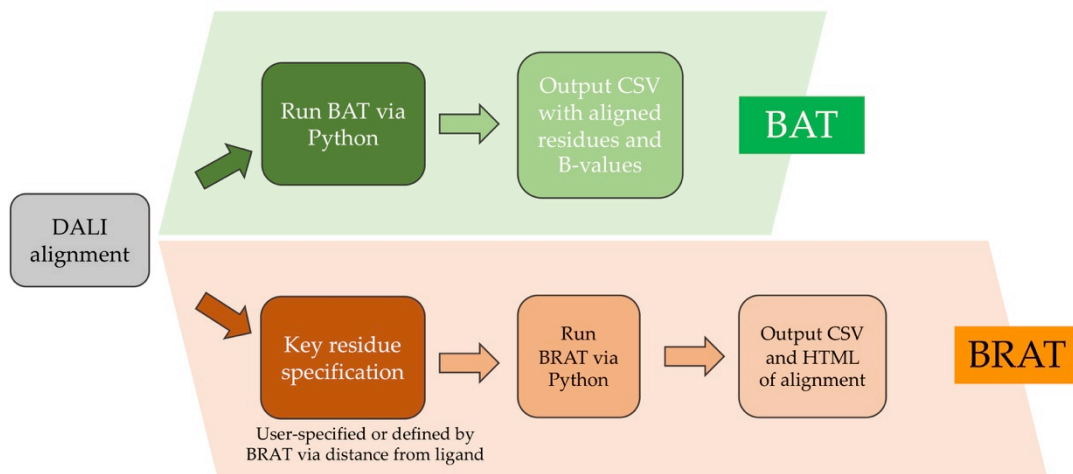 DALI
alignment
Run BAT via
Python
Output CSV
with aligned
residues and
B-values
BAT
Key residue
specification
User-specified or defined by
BRAT via distance from ligand
Run
BRAT via
Python
Output CSV
and HTML
of alignment
BRAT